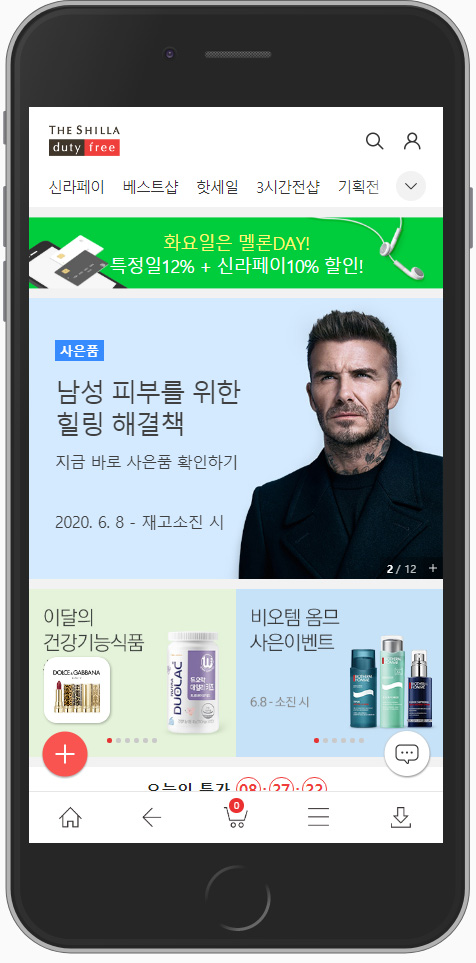 THE SHILLA
duty free
신라페이 베스트샵 핫세일 3시간전샵 기획전
화요일은 멜론DAY!
특정일12% + 신라페이10% 할인!
사은품
남성 피부를 위한
힐링 해결책
지금 바로 사은품 확인하기
2020. 6. 8 - 재고소진 시
2 / 12 +
이달의
건강기능식품
DOLCE&GABBANA
DUOLAC
듀오락
비오템 옴므
사은이벤트
6.8 - 소진 시
BIOTHERM
HOMME
오늘의 특가 08:27:22
0